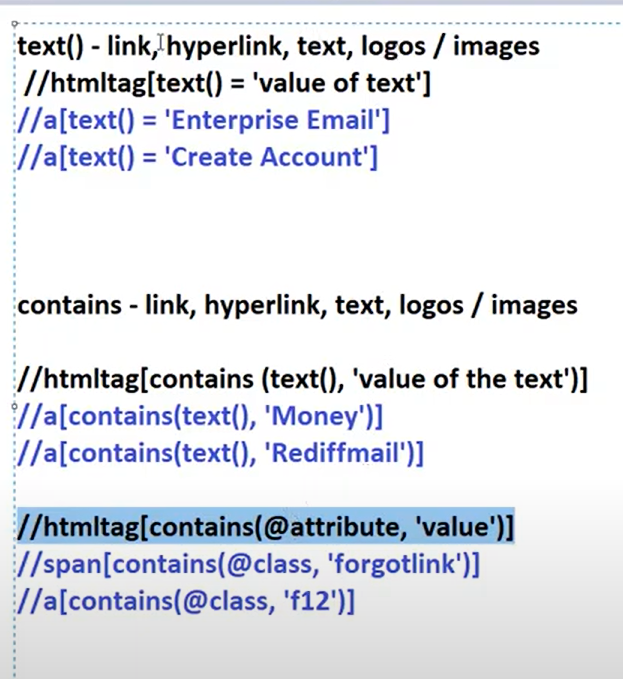 text() - link, hyperlink, text, logos / images
//htmltag[text() = 'value of text']
//a[text() = 'Enterprise Email']
//a[text() = 'Create Account']
contains - link, hyperlink, text, logos / images
//htmltag[contains (text(), 'value of the text')]
//a[contains(text(), 'Money')]
//a[contains(text(), 'Rediffmail')]
//htmltag[contains(@attribute, 'value')]
//span[contains(@class, 'forgotlink')]
//a[contains(@class, 'f12')]